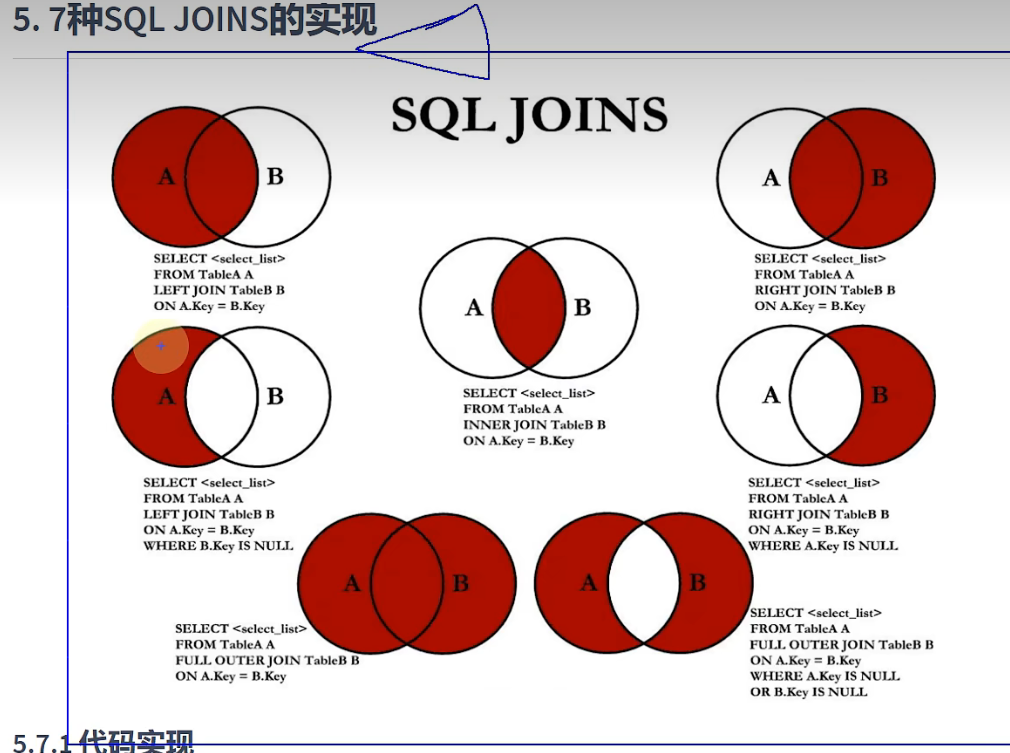 5. 7种SQL JOINS的实现
SQL JOINS
A
B
SELECT <select_list>
FROM TableA A
LEFT JOIN TableB B
ON A.Key = B.Key
A
B
SELECT <select_list>
FROM TableA A
RIGHT JOIN TableB B
ON A.Key = B.Key
A
B
SELECT <select_list>
FROM TableA A
INNER JOIN TableB B
ON A.Key = B.Key
A
B
SELECT <select_list>
FROM TableA A
LEFT JOIN TableB B
ON A.Key = B.Key
WHERE B.Key IS NULL
A
B
SELECT <select_list>
FROM TableA A
RIGHT JOIN TableB B
ON A.Key = B.Key
WHERE A.Key IS NULL
A
B
SELECT <select_list>
FROM TableA A
FULL OUTER JOIN TableB B
ON A.Key = B.Key
A
B
SELECT <select_list>
FROM TableA A
FULL OUTER JOIN TableB B
ON A.Key = B.Key
WHERE A.Key IS NULL
OR B.Key IS NULL
5.7.1 代码实现